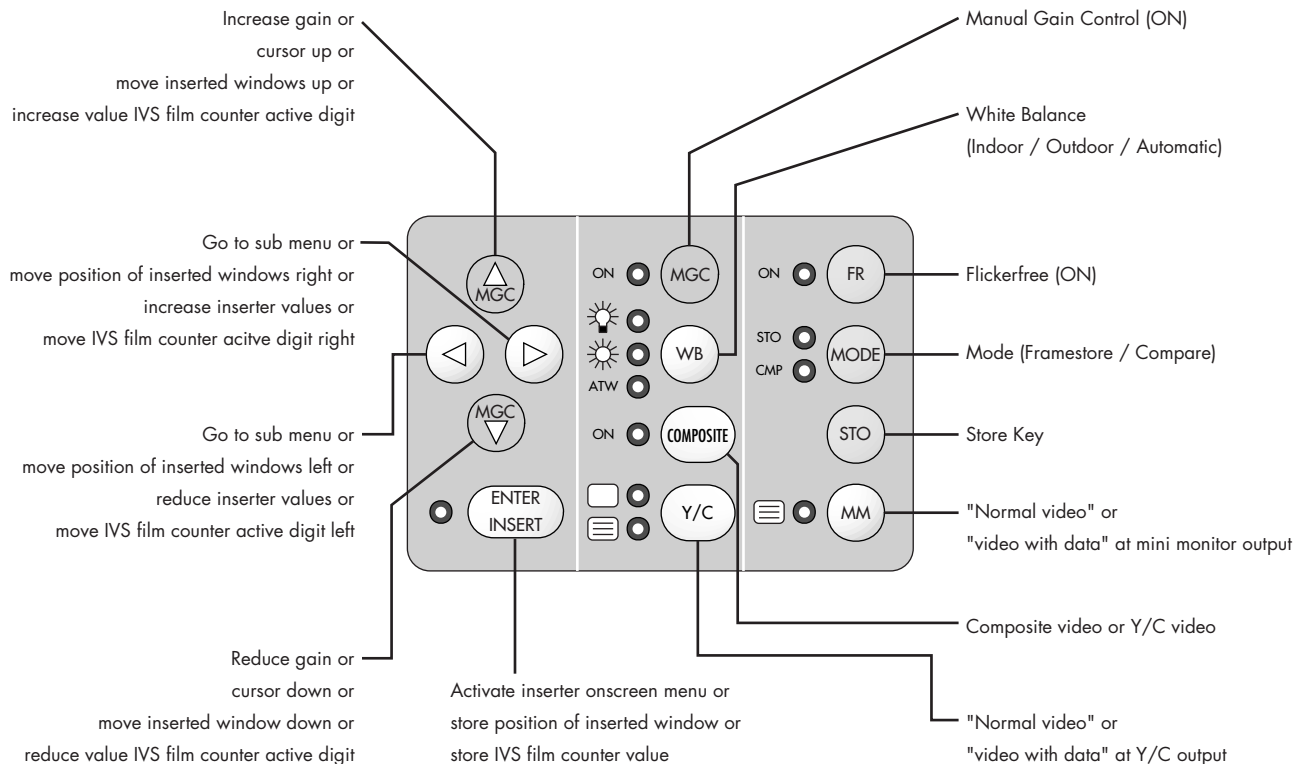 Increase gain or
cursor up or
move inserted windows up or
increase value IVS film counter active digit
Manual Gain Control (ON)
White Balance
(Indoor / Outdoor / Automatic)
Go to sub menu or
move position of inserted windows right or
increase inserter values or
move IVS film counter acitve digit right
Go to sub menu or
move position of inserted windows left or
reduce inserter values or
move IVS film counter active digit left
MGC
MGC
ENTER
INSERT
ON
MGC
WB
ATW
ON
COMPOSITE
Y/C
ON
FR
STO
CMP
MODE
STO
MM
Flickerfree (ON)
Mode (Framestore / Compare)
Store Key
"Normal video" or
"video with data" at mini monitor output
Composite video or Y/C video
Reduce gain or
cursor down or
move inserted window down or
reduce value IVS film counter active digit
Activate inserter onscreen menu or
store position of inserted window or
store IVS film counter value
"Normal video" or
"video with data" at Y/C output